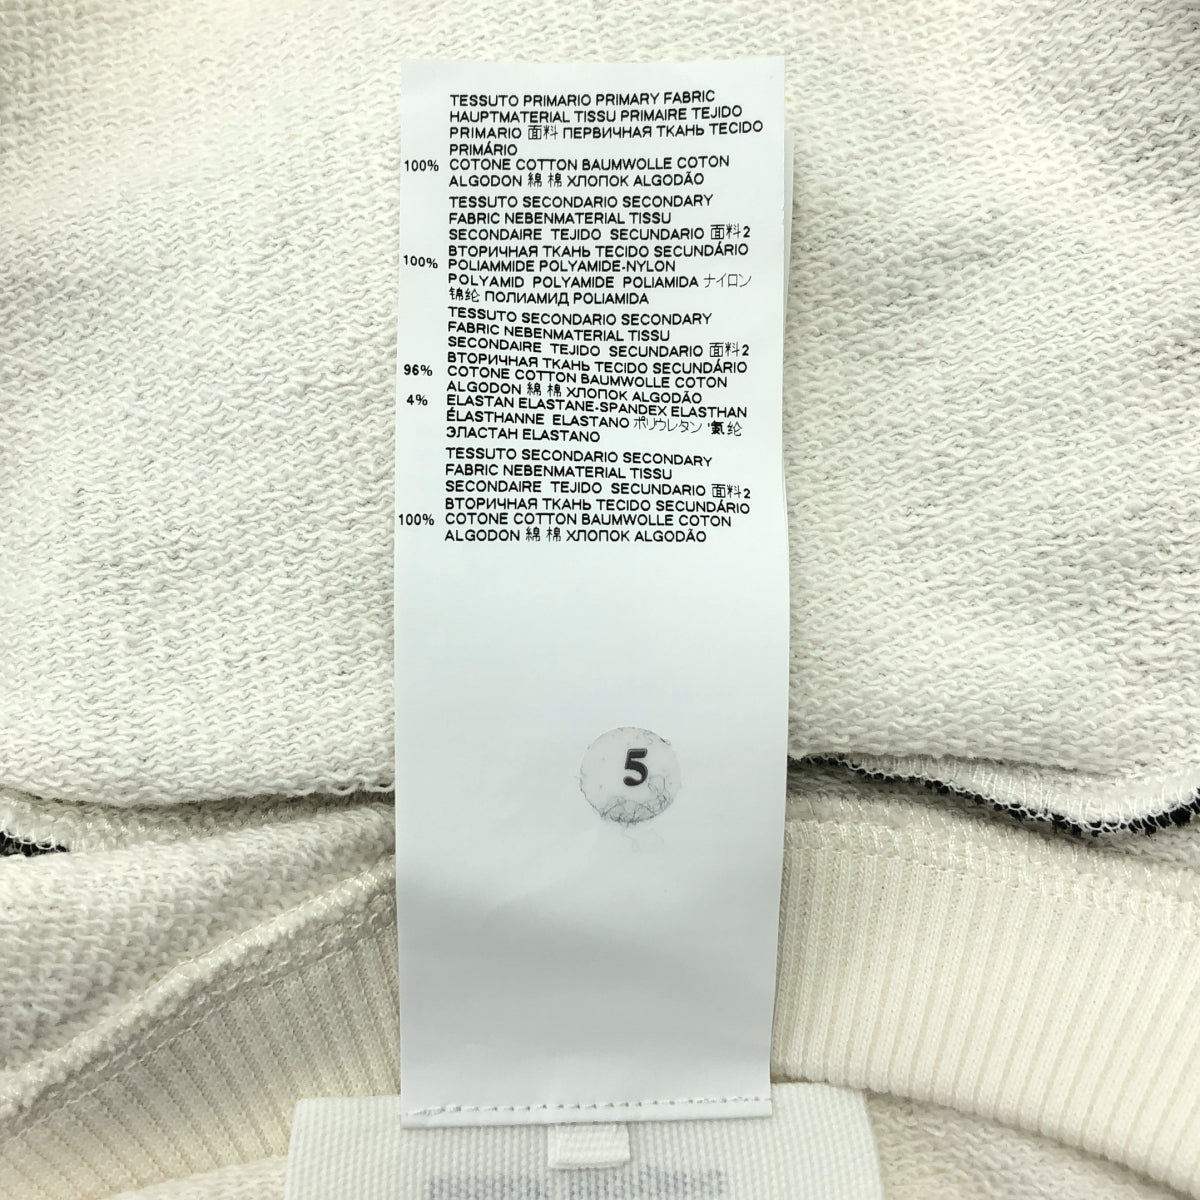 TESSUTO PRIMARIO PRIMARY FABRIC
HAUPTMATERIAL TISSU PRIMAIRE TEJIDO
PRIMARIO 面料 ПЕРВИЧНАЯ ТКАНЬ TECIDO
PRIMÁRIO
100% COTONE COTTON BAUMWOLLE COTON
ALGODON 綿 棉 ХЛОПОК ALGODÃO
TESSUTO SECONDARIO SECONDARY
FABRIC NEBENMATERIAL TISSU
SECONDAIRE TEJIDO SECUNDARIO 面料2
ВТОРИЧНАЯ ТКАНЬ TECIDO SECUNDÁRIO
100% POLIAMMIDE POLYAMIDE-NYLON
POLYAMID POLYAMIDE POLIAMIDA ナイロン
锦纶 ПОЛИАМИД POLIAMIDA
TESSUTO SECONDARIO SECONDARY
FABRIC NEBENMATERIAL TISSU
SECONDAIRE TEJIDO SECUNDARIO 面料2
ВТОРИЧНАЯ ТКАНЬ TECIDO SECUNDÁRIO
96% COTONE COTTON BAUMWOLLE COTON
ALGODON 綿 棉 ХЛОПОК ALGODÃO
4% ELASTAN ELASTANE-SPANDEX ELASTHAN
ÉLASTHANNE ELASTANO ポリウレタン 氨纶
ЭЛАСТАН ELASTANO
TESSUTO SECONDARIO SECONDARY
FABRIC NEBENMATERIAL TISSU
SECONDAIRE TEJIDO SECUNDARIO 面料2
ВТОРИЧНАЯ ТКАНЬ TECIDO SECUNDÁRIO
100% COTONE COTTON BAUMWOLLE COTON
ALGODON 綿 棉 ХЛОПОК ALGODÃO
5